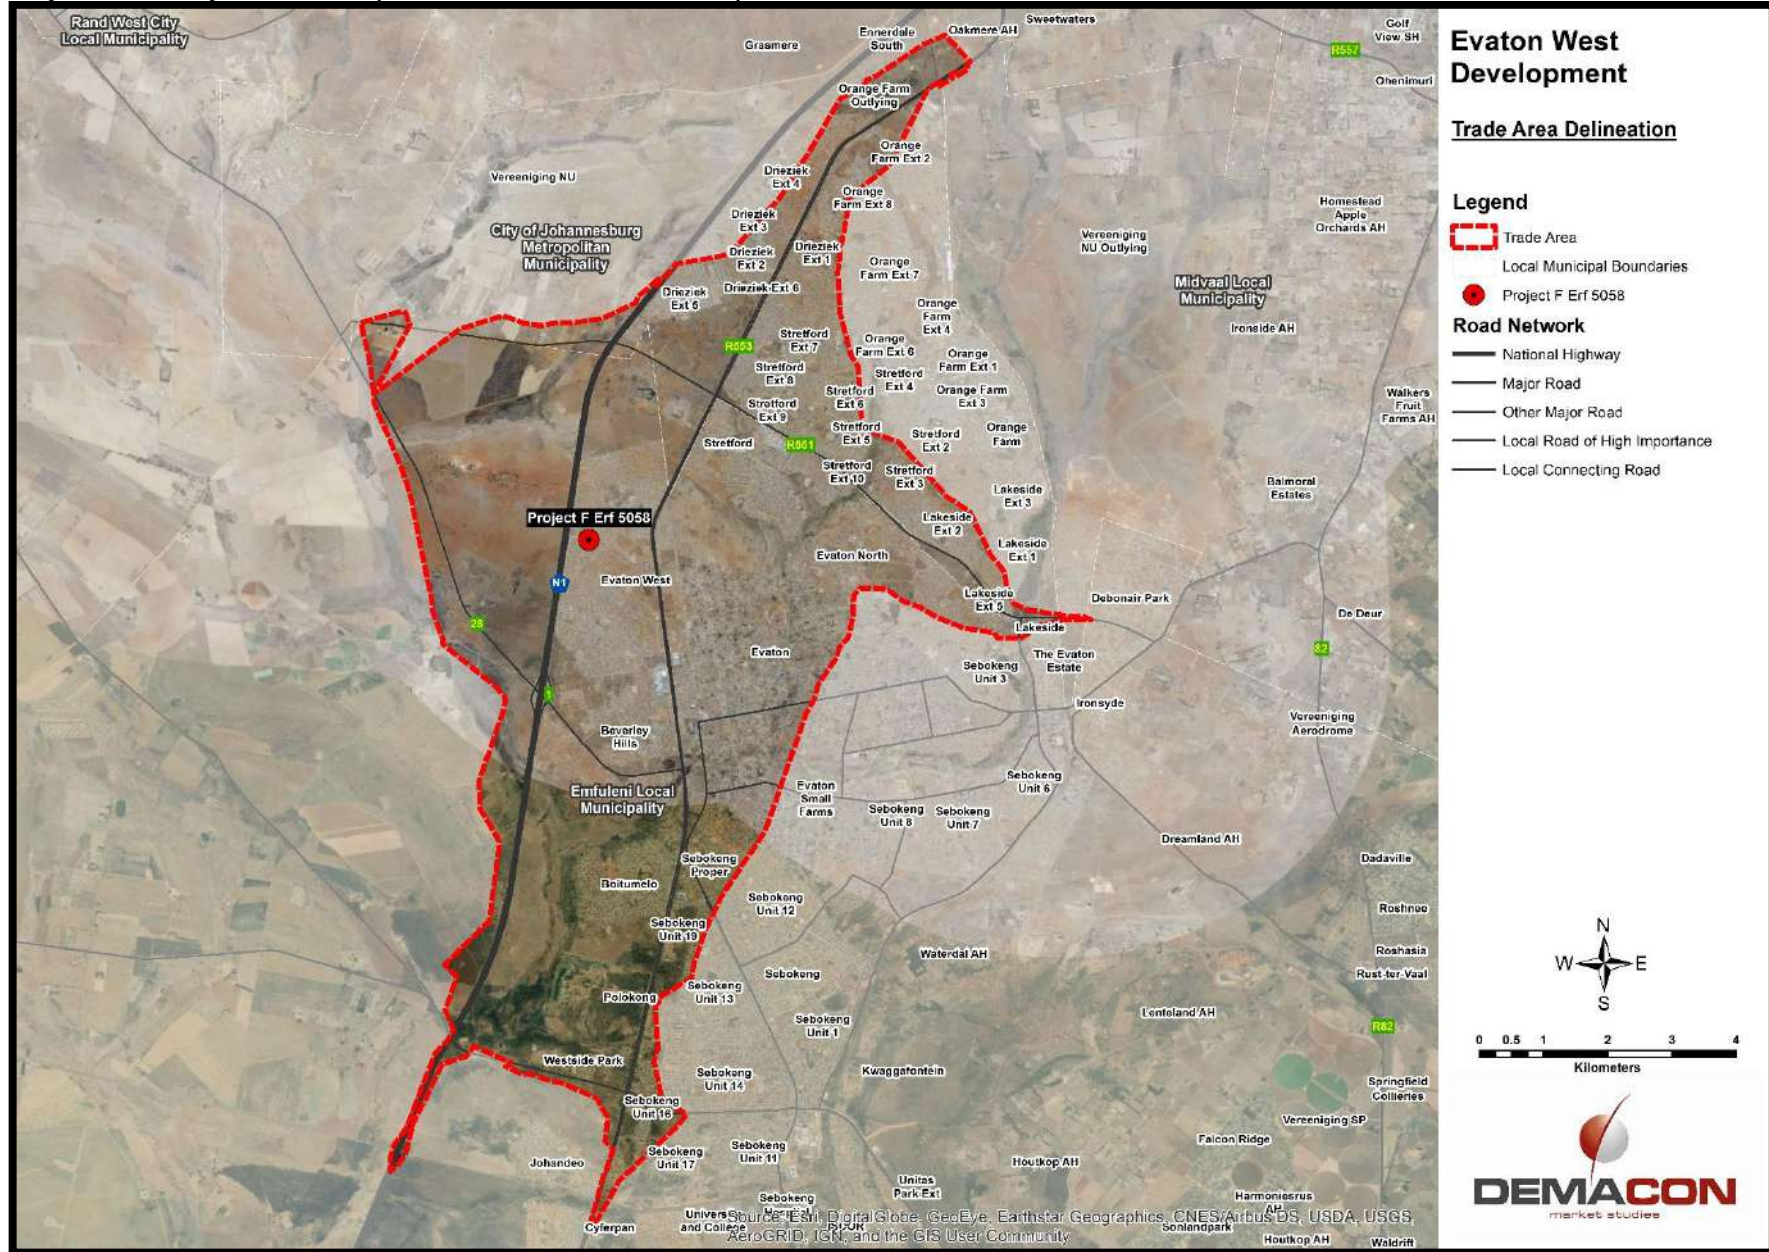 Rand West City
Local Municipality
Grasmere
Ennerdale
South
Oakmere AH
Sweetwaters
Golf
View SH
R557
Ohenimuri
Orange Farm
Outlying
Orange
Farm Ext 2
Vereeniging NU
Drieziek
Ext 4
Orange
Farm Ext 8
Homestead
Apple
Orchards AH
City of Johannesburg
Metropolitan
Municipality
Drieziek
Ext 3
Drieziek
Ext 2
Drieziek
Ext 1
Vereeniging
NU Outlying
Orange
Farm Ext 7
Drieziek
Ext 5
Drieziek Ext 6
Midvaal Local
Municipality
Orange
Farm
Ext 4
Ironside AH
R553
Stretford
Ext 7
Orange
Farm Ext 6
Orange
Farm Ext 1
Stretford
Ext 8
Stretford
Ext 4
Stretford
Ext 6
Orange Farm
Ext 3
Walkers
Fruit
Farms AH
Stretford
Ext 9
Stretford
R551
Stretford
Ext 5
Stretford
Ext 2
Orange
Farm
Stretford
Ext 10
Stretford
Ext 3
Lakeside
Ext 3
Balmoral
Estates
Project F Erf 5058
Lakeside
Ext 2
Lakeside
Ext 1
Evaton North
N1
Evaton West
Lakeside
Ext 5
Debonair Park
De Deur
28
Lakeside
82
Evaton
The Evaton
Estate
Sebokeng
Unit 3
1
Ironsyde
Vereeniging
Aerodrome
Beverley
Hills
Emfuleni Local
Municipality
Evaton
Small
Farms
Sebokeng
Unit 6
Sebokeng
Unit 8
Sebokeng
Unit 7
Dreamland AH
Dadaville
Sebokeng
Proper
Boitumelo
Sebokeng
Unit 12
Roshnee
Sebokeng
Unit 19
Waterdal AH
Roshasia
Rust-ter-Vaal
Sebokeng
Polokong
Sebokeng
Unit 13
Lenteland AH
Sebokeng
Unit 1
R82
Westside Park
Sebokeng
Unit 14
Kwaggafontein
Springfield
Collieries
Sebokeng
Unit 16
Vereeniging SP
Falcon Ridge
Johandeo
Sebokeng
Unit 17
Sebokeng
Unit 11
Houtkop AH
Unitas
Park Ext
Harmoniesrus
AH
Sebokeng
Cyferpan
and College
Sonlandpark
Houtkop AH
Waldrift
Source: Esri, DigitalGlobe, GeoEye, Earthstar Geographics, CNES/Airbus DS, USDA, USGS,
AeroGRID, IGN, and the GIS User Community
Evaton West
Development
Trade Area Delineation
Legend
Trade Area
Local Municipal Boundaries
Project F Erf 5058
Road Network
National Highway
Major Road
Other Major Road
Local Road of High Importance
Local Connecting Road
N
W E
S
0 0.5 1 2 3 4
Kilometers
DEMACON
market studies